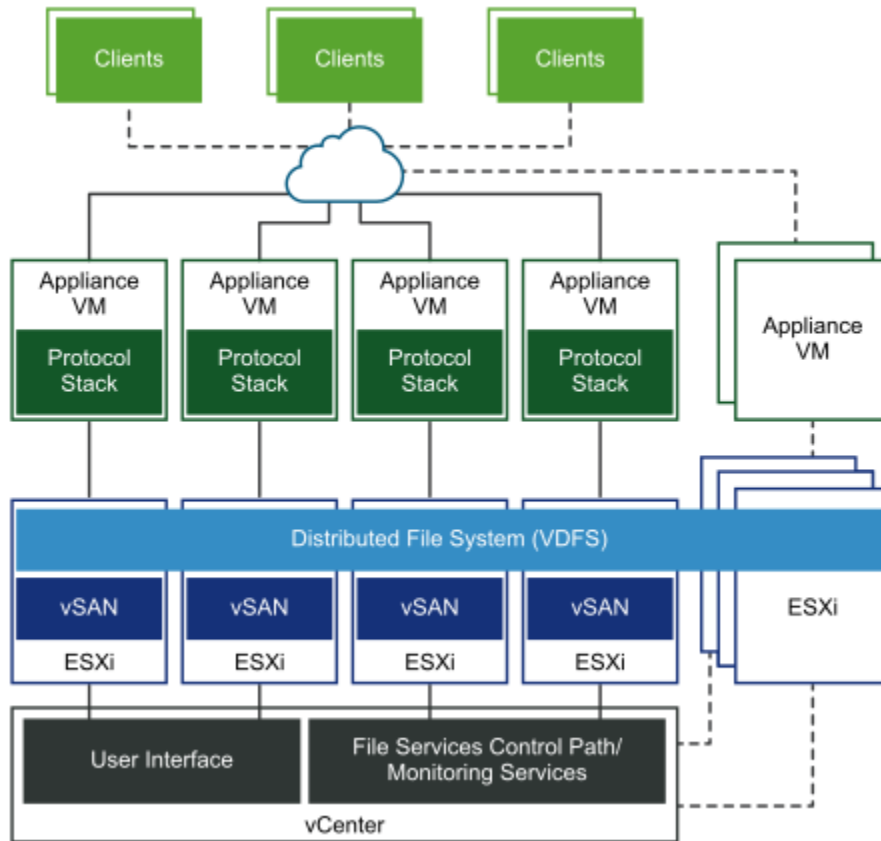 Clients
Clients
Clients
Appliance
VM
Appliance
VM
Appliance
VM
Appliance
VM
Appliance
VM
Protocol
Stack
Protocol
Stack
Protocol
Stack
Protocol
Stack
Distributed File System (VDFS)
vSAN
vSAN
vSAN
vSAN
ESXi
ESXi
ESXi
ESXi
ESXi
User Interface
File Services Control Path/
Monitoring Services
vCenter